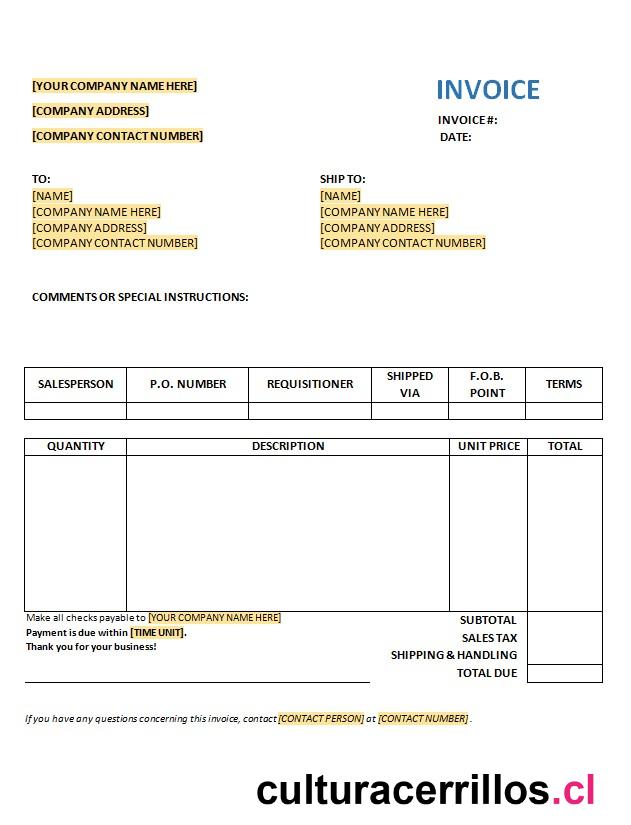 [YOUR COMPANY NAME HERE]
INVOICE
[COMPANY ADDRESS]
INVOICE #:
[COMPANY CONTACT NUMBER]
DATE:
TO:
[NAME]
[COMPANY NAME HERE]
[COMPANY ADDRESS]
[COMPANY CONTACT NUMBER]
SHIP TO:
[NAME]
[COMPANY NAME HERE]
[COMPANY ADDRESS]
[COMPANY CONTACT NUMBER]
COMMENTS OR SPECIAL INSTRUCTIONS:
SALESPERSON
P.O. NUMBER
REQUISITIONER
SHIPPED
VIA
F.O.B.
POINT
TERMS
QUANTITY
DESCRIPTION
UNIT PRICE
TOTAL
Make all checks payable to [YOUR COMPANY NAME HERE]
Payment is due within [TIME UNIT].
Thank you for your business!
SUBTOTAL
SALES TAX
SHIPPING & HANDLING
TOTAL DUE
If you have any questions concerning this invoice, contact [CONTACT PERSON] at [CONTACT NUMBER] .
culturacerrillos.cl